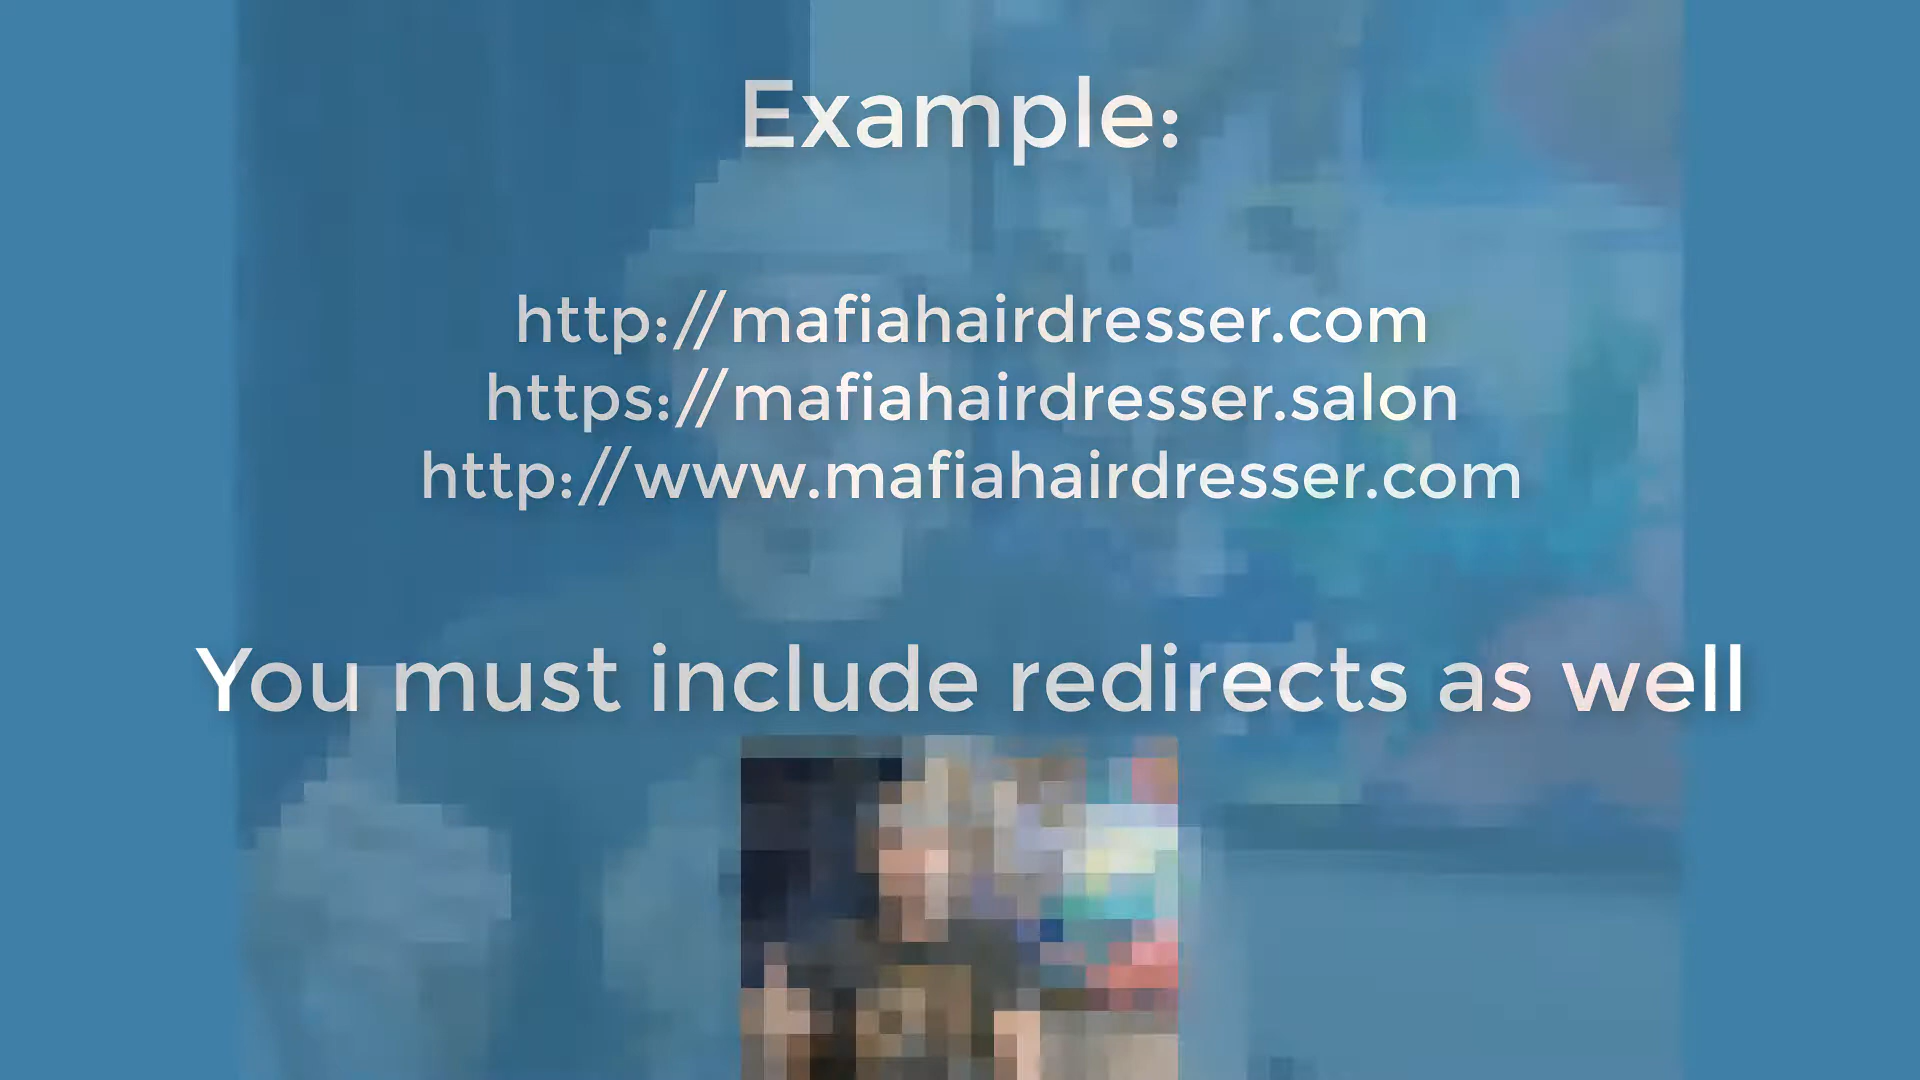 Example:
http://mafiahairdresser.com
https://mafiahairdresser.salon
http://www.mafiahairdresser.com
You must include redirects as well